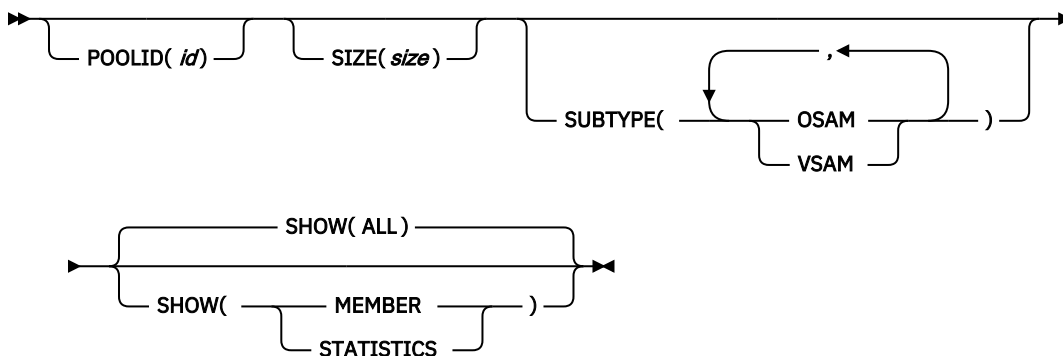 POOLID( id)
SIZE( size)
,
SUBTYPE( OSAM )
VSAM
SHOW( ALL )
SHOW( MEMBER )
STATISTICS